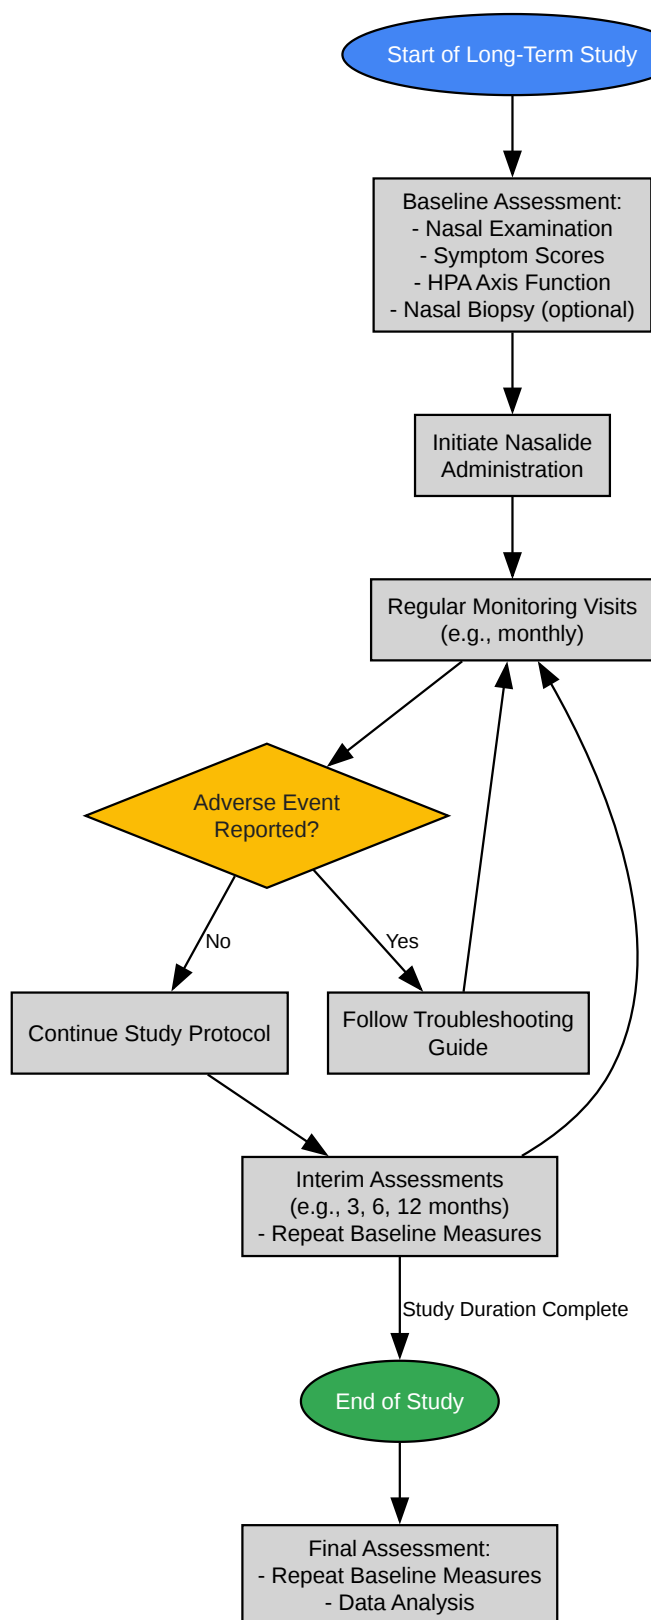 Start of Long-Term Study
Baseline Assessment:
- Nasal Examination
- Symptom Scores
- HPA Axis Function
- Nasal Biopsy (optional)
Initiate Nasalide
Administration
Regular Monitoring Visits
(e.g., monthly)
Adverse Event
Reported?
No
Yes
Continue Study Protocol
Follow Troubleshooting
Guide
Interim Assessments
(e.g., 3, 6, 12 months)
- Repeat Baseline Measures
Study Duration Complete
End of Study
Final Assessment:
- Repeat Baseline Measures
- Data Analysis